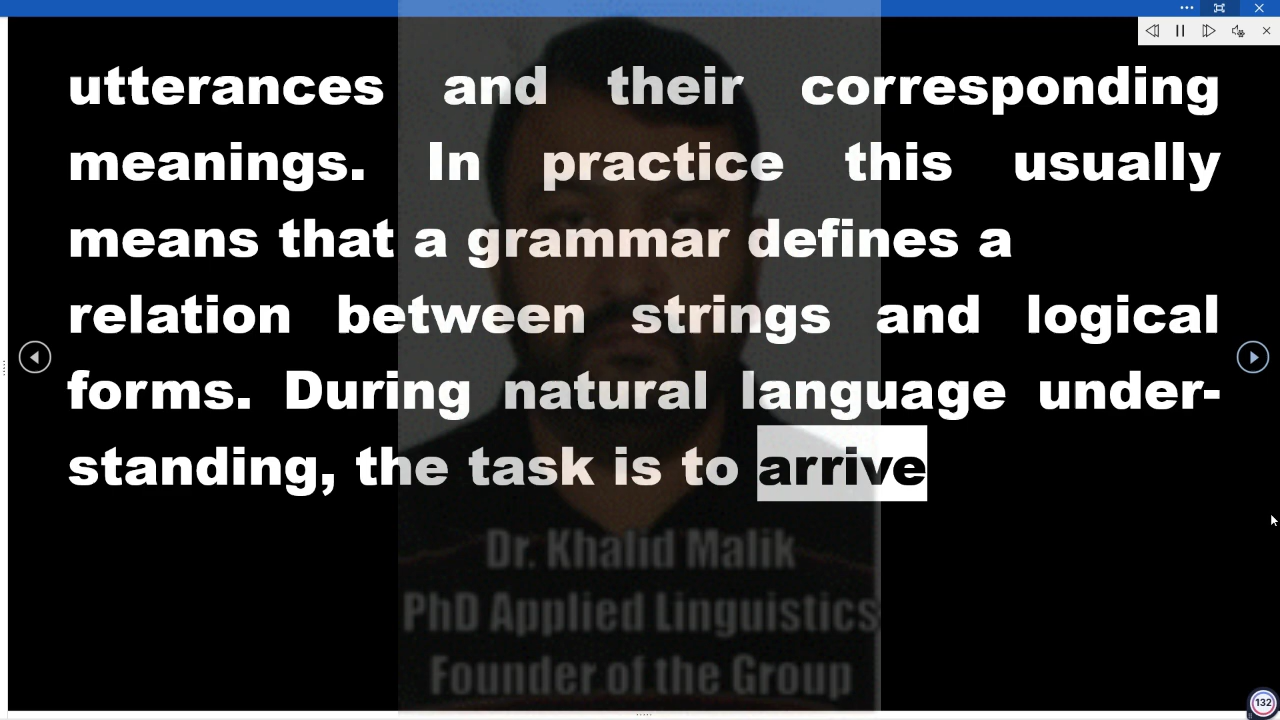 utterances and their corresponding
meanings. In practice this usually
means that a grammar defines a
relation between strings and logical
forms. During natural language under-
standing, the task is to arrive
Dr. Khalid Malik
PhD Applied Linguistics
Founder of the Group
132